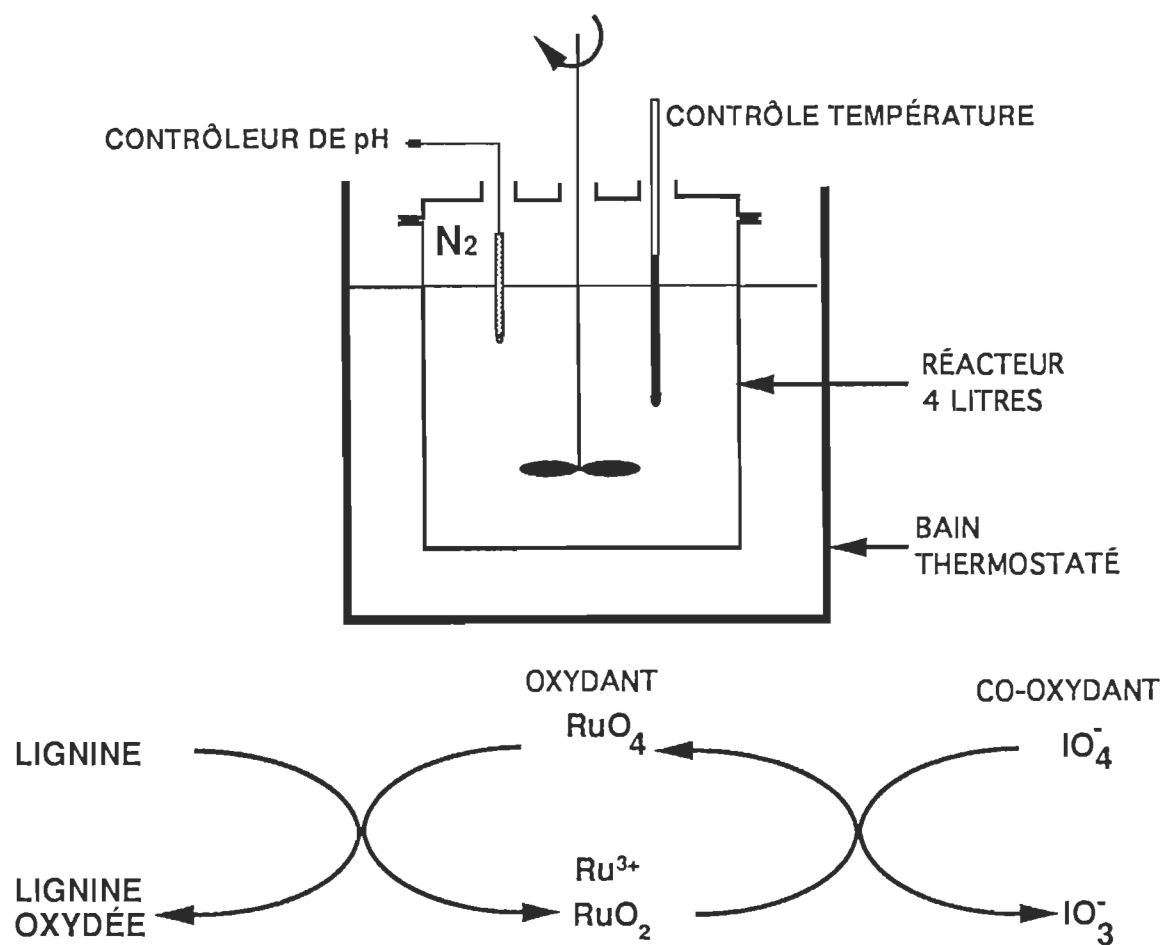 CONTRÔLEUR DE pH
CONTRÔLE TEMPÉRATURE
N2
RÉACTEUR
4 LITRES
BAIN
THERMOSTATÉ
OXYDANT
CO-OXYDANT
LIGNINE
RuO4
IO4-
LIGNINE
OXYDÉE
Ru3+
RuO2
IO3-